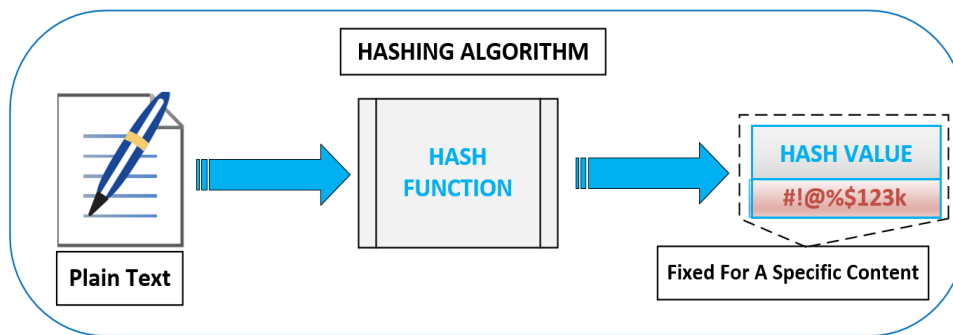 HASHING ALGORITHM
HASH
FUNCTION
HASH VALUE
#!@%$123k
Plain Text
Fixed For A Specific Content